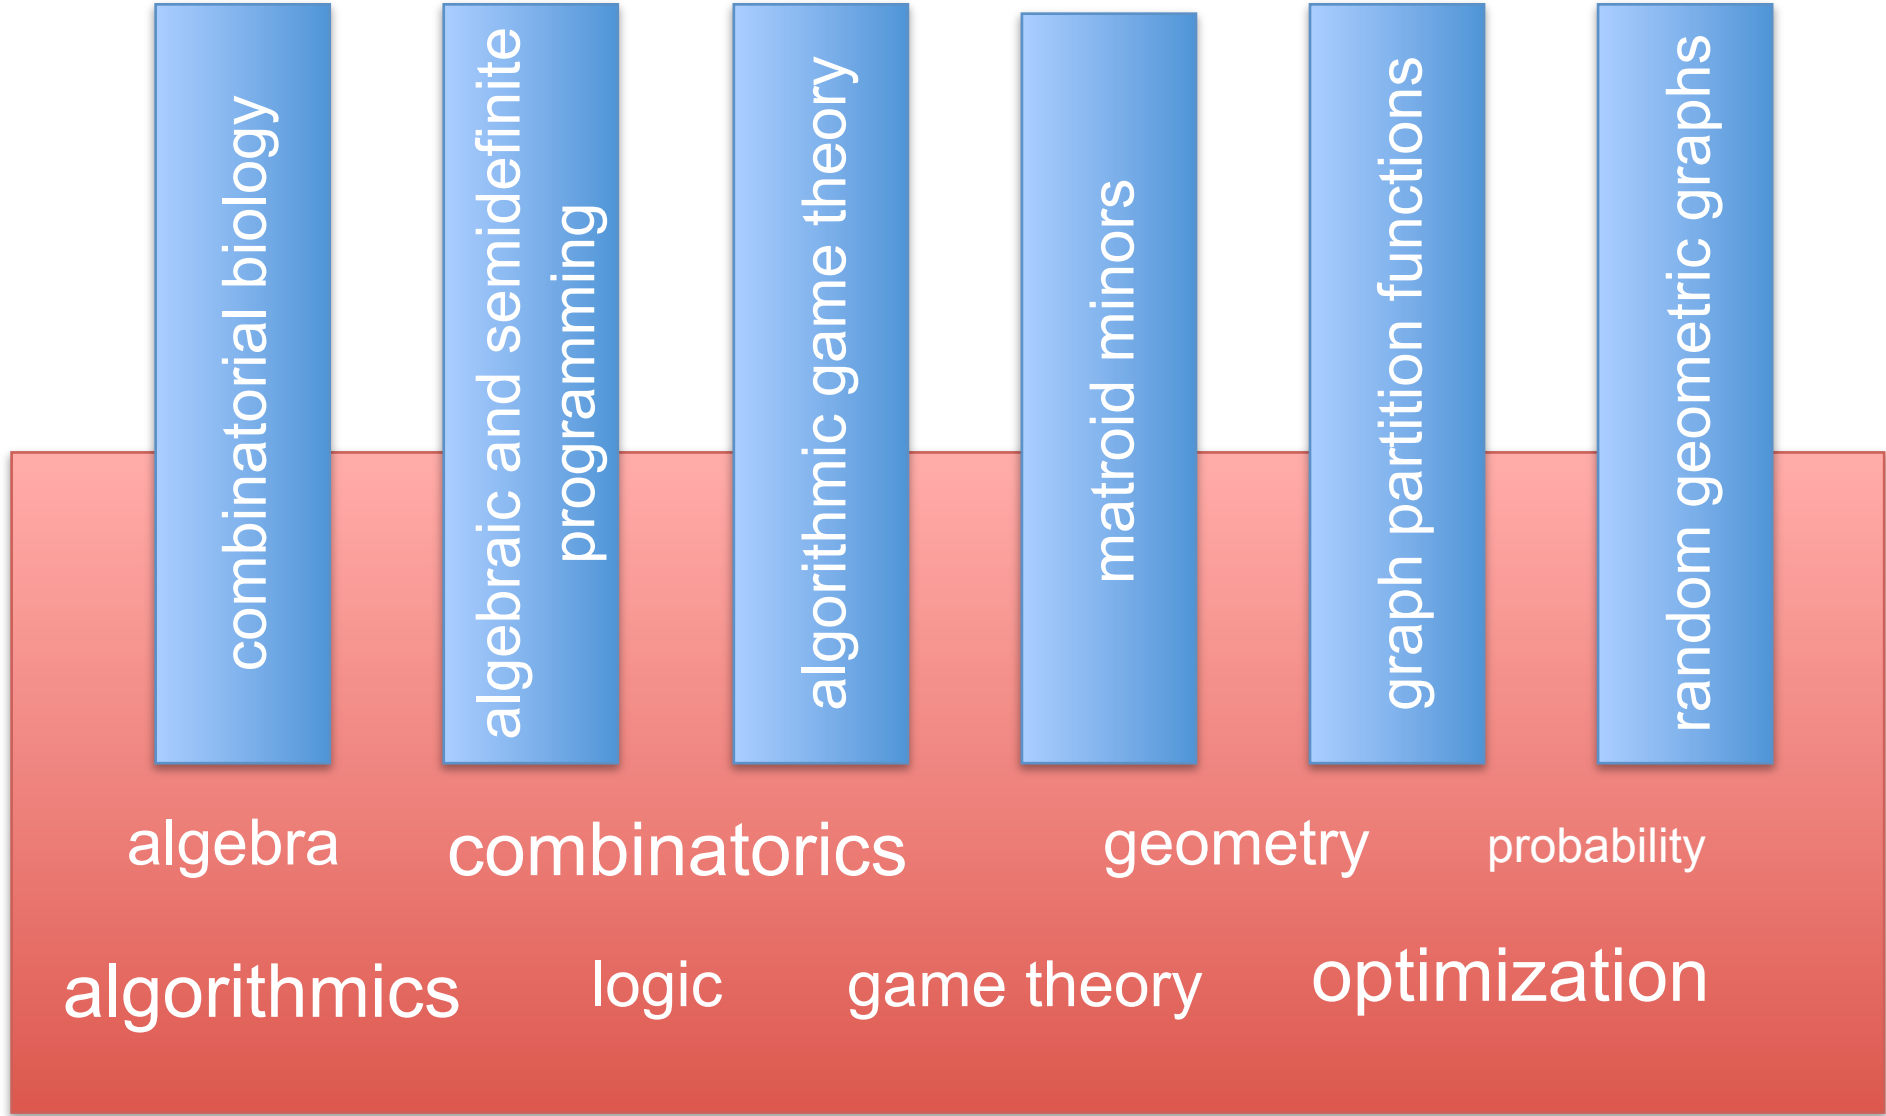 combinatorial biology
algebraic and semidefinite
programming
algorithmic game theory
matroid minors
graph partition functions
random geometric graphs
algebra
combinatorics
geometry
probability
algorithmics
logic
game theory
optimization